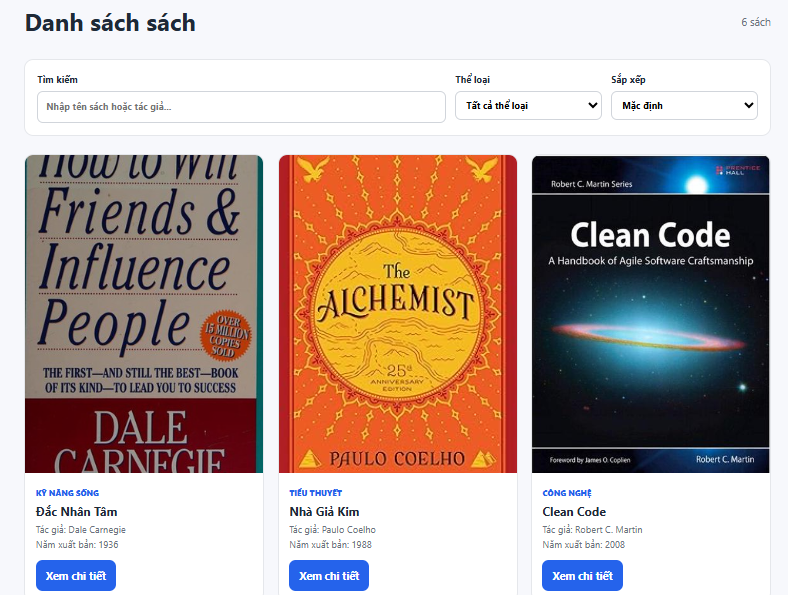 Danh sách sách
6 sách
Tìm kiếm
Thể loại
Sắp xếp
Nhập tên sách hoặc tác giả...
Tất cả thể loại
Mặc định
How to Win
Friends &
Influence
People
OVER
15 MILLION
COPIES
SOLD
THE FIRST—AND STILL THE BEST—BOOK
OF ITS KIND—TO LEAD YOU TO SUCCESS
DALE
CARNEGIE
The
ALCHEMIST
25th
ANNIVERSARY
EDITION
PAULO COELHO
PRENTICE
HALL
Robert C. Martin Series
Clean Code
A Handbook of Agile Software Craftsmanship
Foreword by James O. Coplien
Robert C. Martin
KỸ NĂNG SỐNG
Đắc Nhân Tâm
Tác giả: Dale Carnegie
Năm xuất bản: 1936
Xem chi tiết
TIỂU THUYẾT
Nhà Giả Kim
Tác giả: Paulo Coelho
Năm xuất bản: 1988
Xem chi tiết
CÔNG NGHỆ
Clean Code
Tác giả: Robert C. Martin
Năm xuất bản: 2008
Xem chi tiết